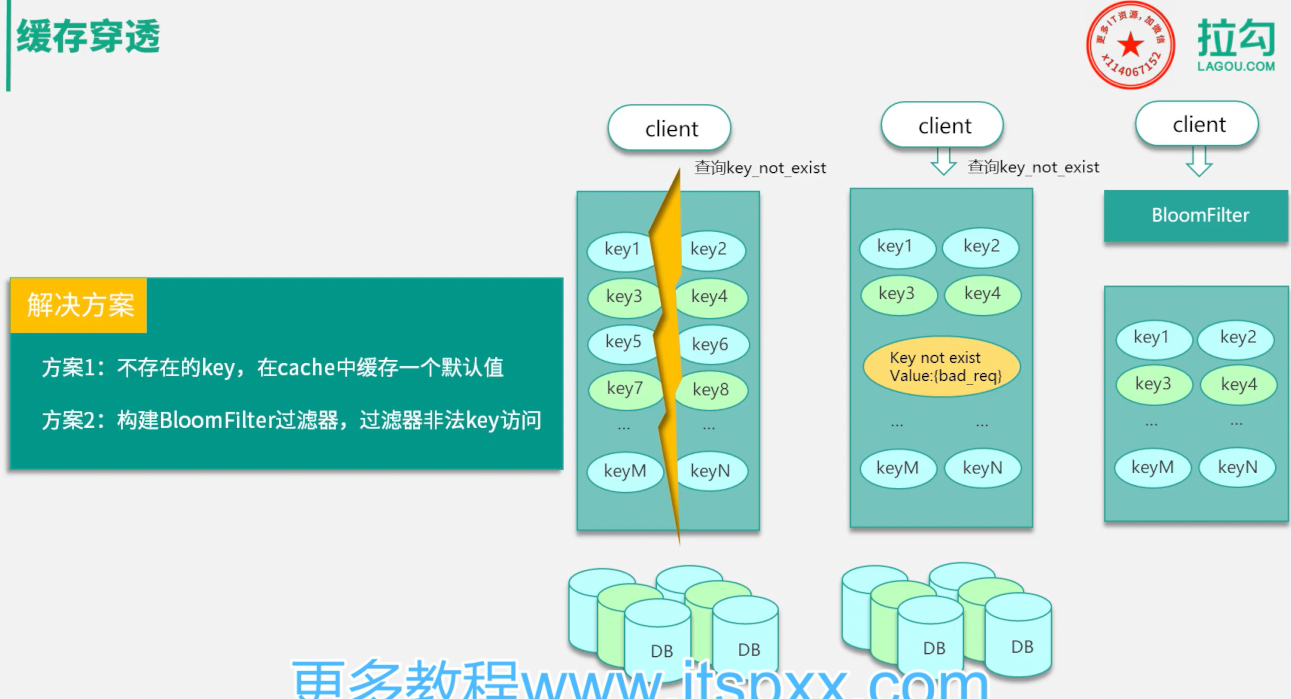 缓存穿透
更多IT资源,加微信
x114067152
拉勾
LAGOU.COM
client
查询key_not_exist
key1 key2
key3 key4
key5 key6
key7 key8
... ...
keyM keyN
DB DB
client
查询key_not_exist
key1 key2
key3 key4
Key not exist
Value:{bad_req}
... ...
keyM keyN
DB DB
client
BloomFilter
key1 key2
key3 key4
... ...
keyM keyN
解决方案
方案1：不存在的key，在cache中缓存一个默认值
方案2：构建BloomFilter过滤器，过滤器非法key访问
更多教程www.itspxx.com